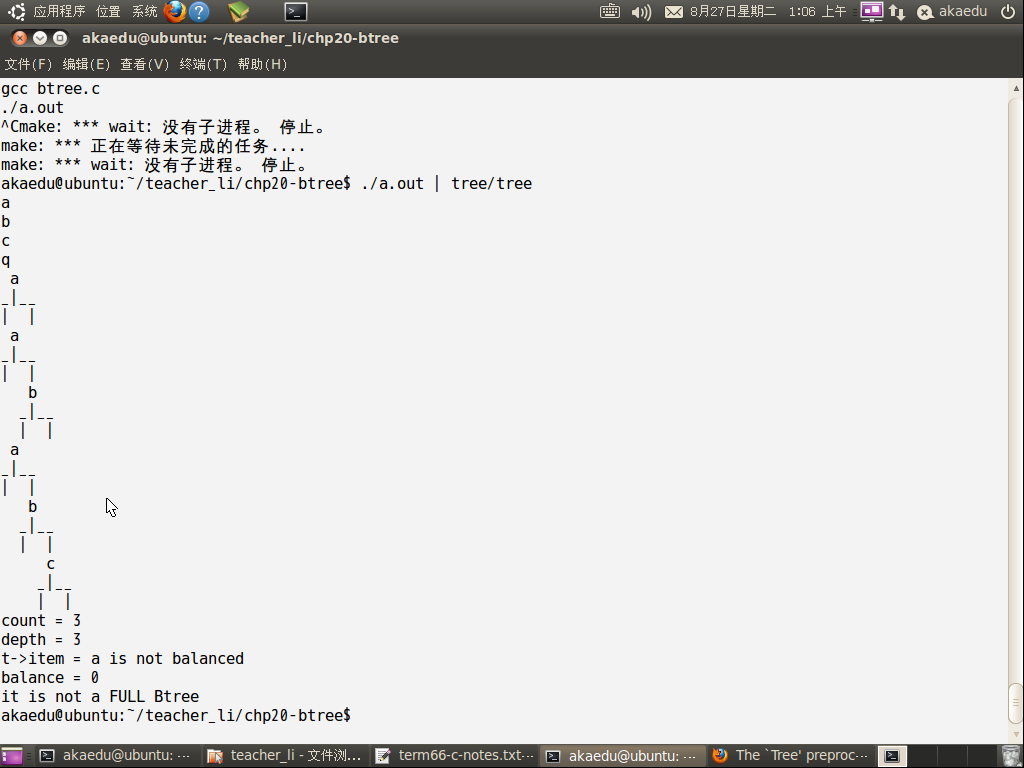 应用程序 位置 系统 8月27日星期二 1:06 上午 akaedu
akaedu@ubuntu: ~/teacher_li/chp20-btree
文件(F) 编辑(E) 查看(V) 终端(T) 帮助(H)
gcc btree.c
./a.out
^Cmake: *** wait: 没有子进程。 停止。
make: *** 正在等待未完成的任务....
make: *** wait: 没有子进程。 停止。
akaedu@ubuntu:~/teacher_li/chp20-btree$ ./a.out | tree/tree
a
b
c
q
 a
_|__
|  |
 a
_|__
|  |
   b
  _|__
  |  |
 a
_|__
|  |
   b
  _|__
  |  |
     c
    _|__
    |  |
count = 3
depth = 3
t->item = a is not balanced
balance = 0
it is not a FULL Btree
akaedu@ubuntu:~/teacher_li/chp20-btree$
akaedu@ubuntu: ... teacher_li - 文件浏... term66-c-notes.txt... akaedu@ubuntu: ... The `Tree' preproc...